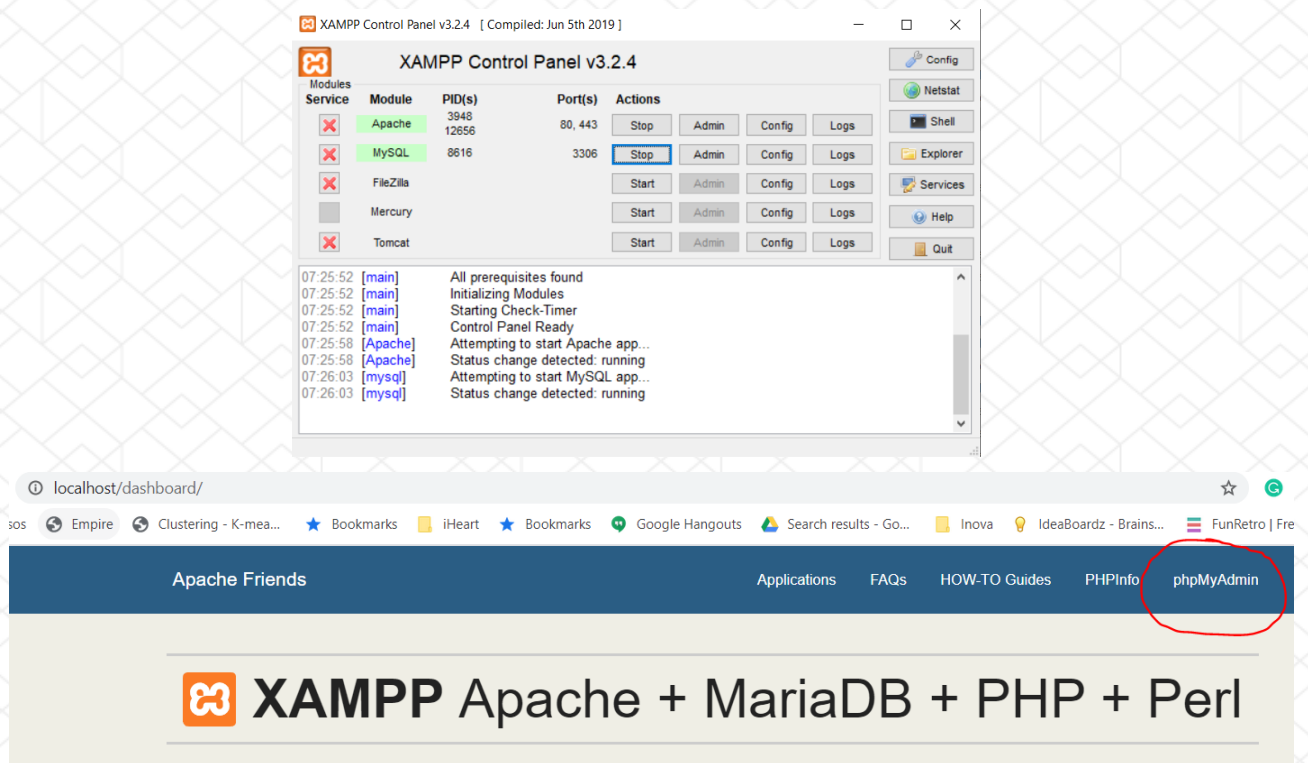 XAMPP Control Panel v3.2.4 [ Compiled: Jun 5th 2019 ]
XAMPP Control Panel v3.2.4
Config
Modules
Service Module PID(s) Port(s) Actions
Netstat
Apache 3948 12656 80, 443 Stop Admin Config Logs
Shell
MySQL 8616 3306 Stop Admin Config Logs
Explorer
FileZilla Start Admin Config Logs
Services
Mercury Start Admin Config Logs
Help
Tomcat Start Admin Config Logs
Quit
07:25:52 [main] All prerequisites found
07:25:52 [main] Initializing Modules
07:25:52 [main] Starting Check-Timer
07:25:52 [main] Control Panel Ready
07:25:58 [Apache] Attempting to start Apache app...
07:25:58 [Apache] Status change detected: running
07:26:03 [mysql] Attempting to start MySQL app...
07:26:03 [mysql] Status change detected: running
localhost/dashboard/
sos Empire Clustering - K-mea... Bookmarks iHeart Bookmarks Google Hangouts Search results - Go... Inova IdeaBoardz - Brains... FunRetro | Fre
Apache Friends Applications FAQs HOW-TO Guides PHPInfo phpMyAdmin
XAMPP Apache + MariaDB + PHP + Perl